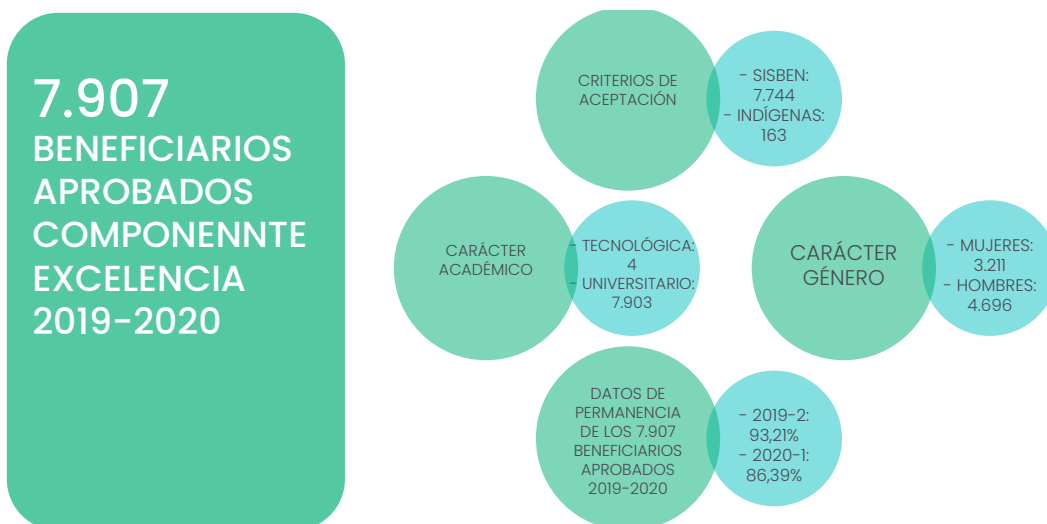 7.907
BENEFICIARIOS
APROBADOS
COMPONENNTE
EXCELENCIA
2019-2020
CRITERIOS DE
ACEPTACIÓN
- SISBEN:
7.744
- INDÍGENAS:
163
CARÁCTER
ACADÉMICO
- TECNOLÓGICA:
4
- UNIVERSITARIO:
7.903
CARÁCTER
GÉNERO
- MUJERES:
3.211
- HOMBRES:
4.696
DATOS DE
PERMANENCIA
DE LOS 7.907
BENEFICIARIOS
APROBADOS
2019-2020
- 2019-2:
93,21%
- 2020-1:
86,39%